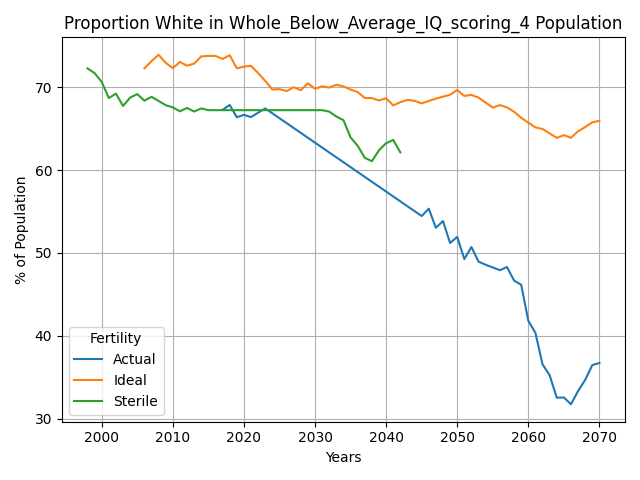 Proportion White in Whole_Below_Average_IQ_scoring_4 Population
% of Population
70
60
50
40
30
Fertility
Actual
Ideal
Sterile
2000 2010 2020 2030 2040 2050 2060 2070
Years